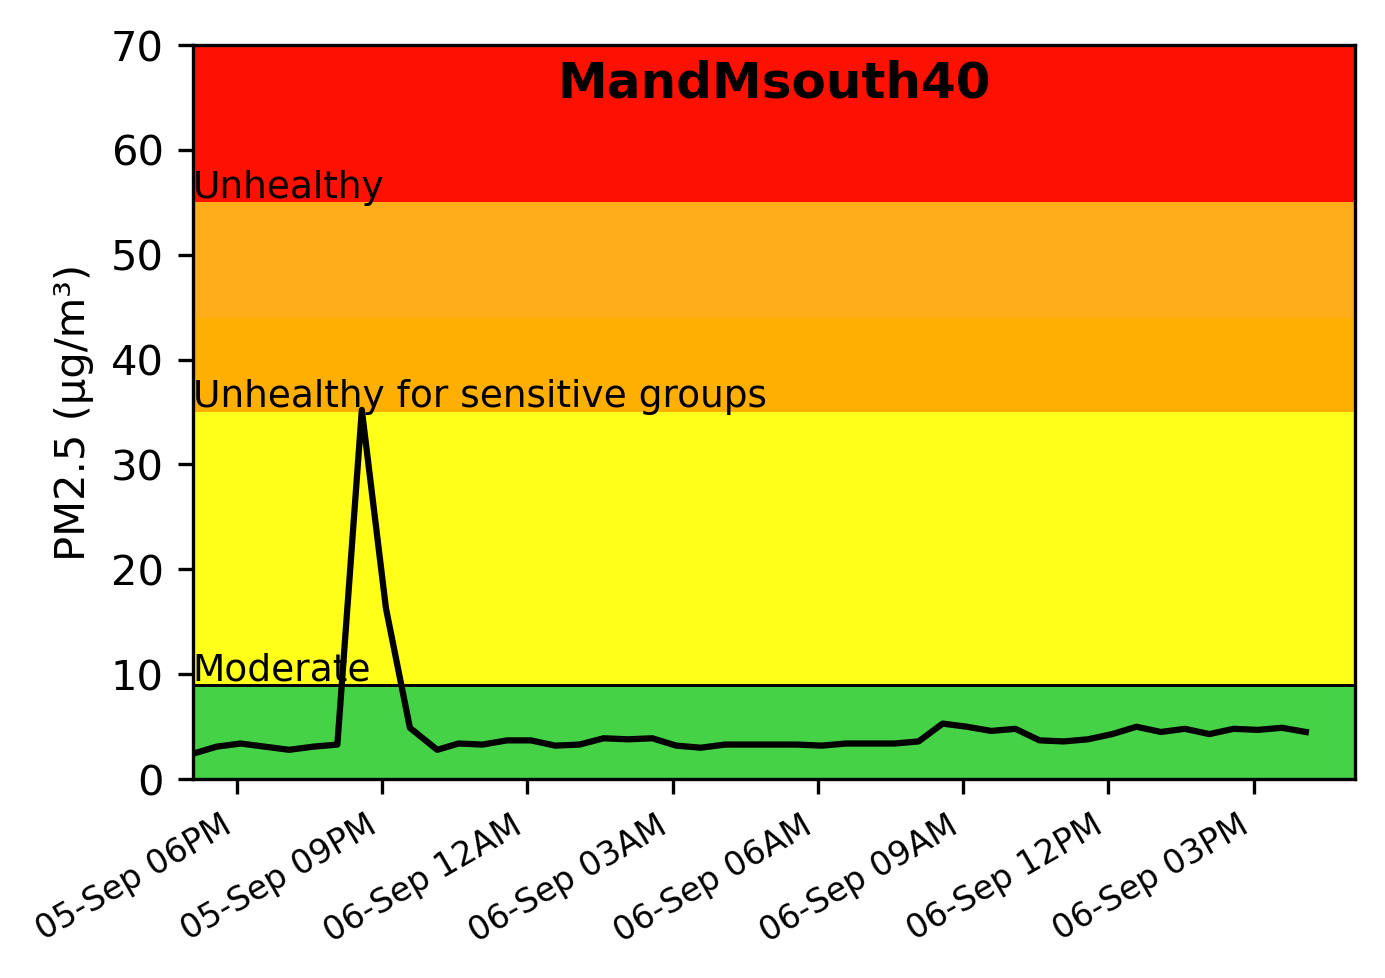 MandMsouth40
70
60
50
40
30
20
10
0
PM2.5 (µg/m³)
Unhealthy
Unhealthy for sensitive groups
Moderate
05-Sep 06PM
05-Sep 09PM
06-Sep 12AM
06-Sep 03AM
06-Sep 06AM
06-Sep 09AM
06-Sep 12PM
06-Sep 03PM